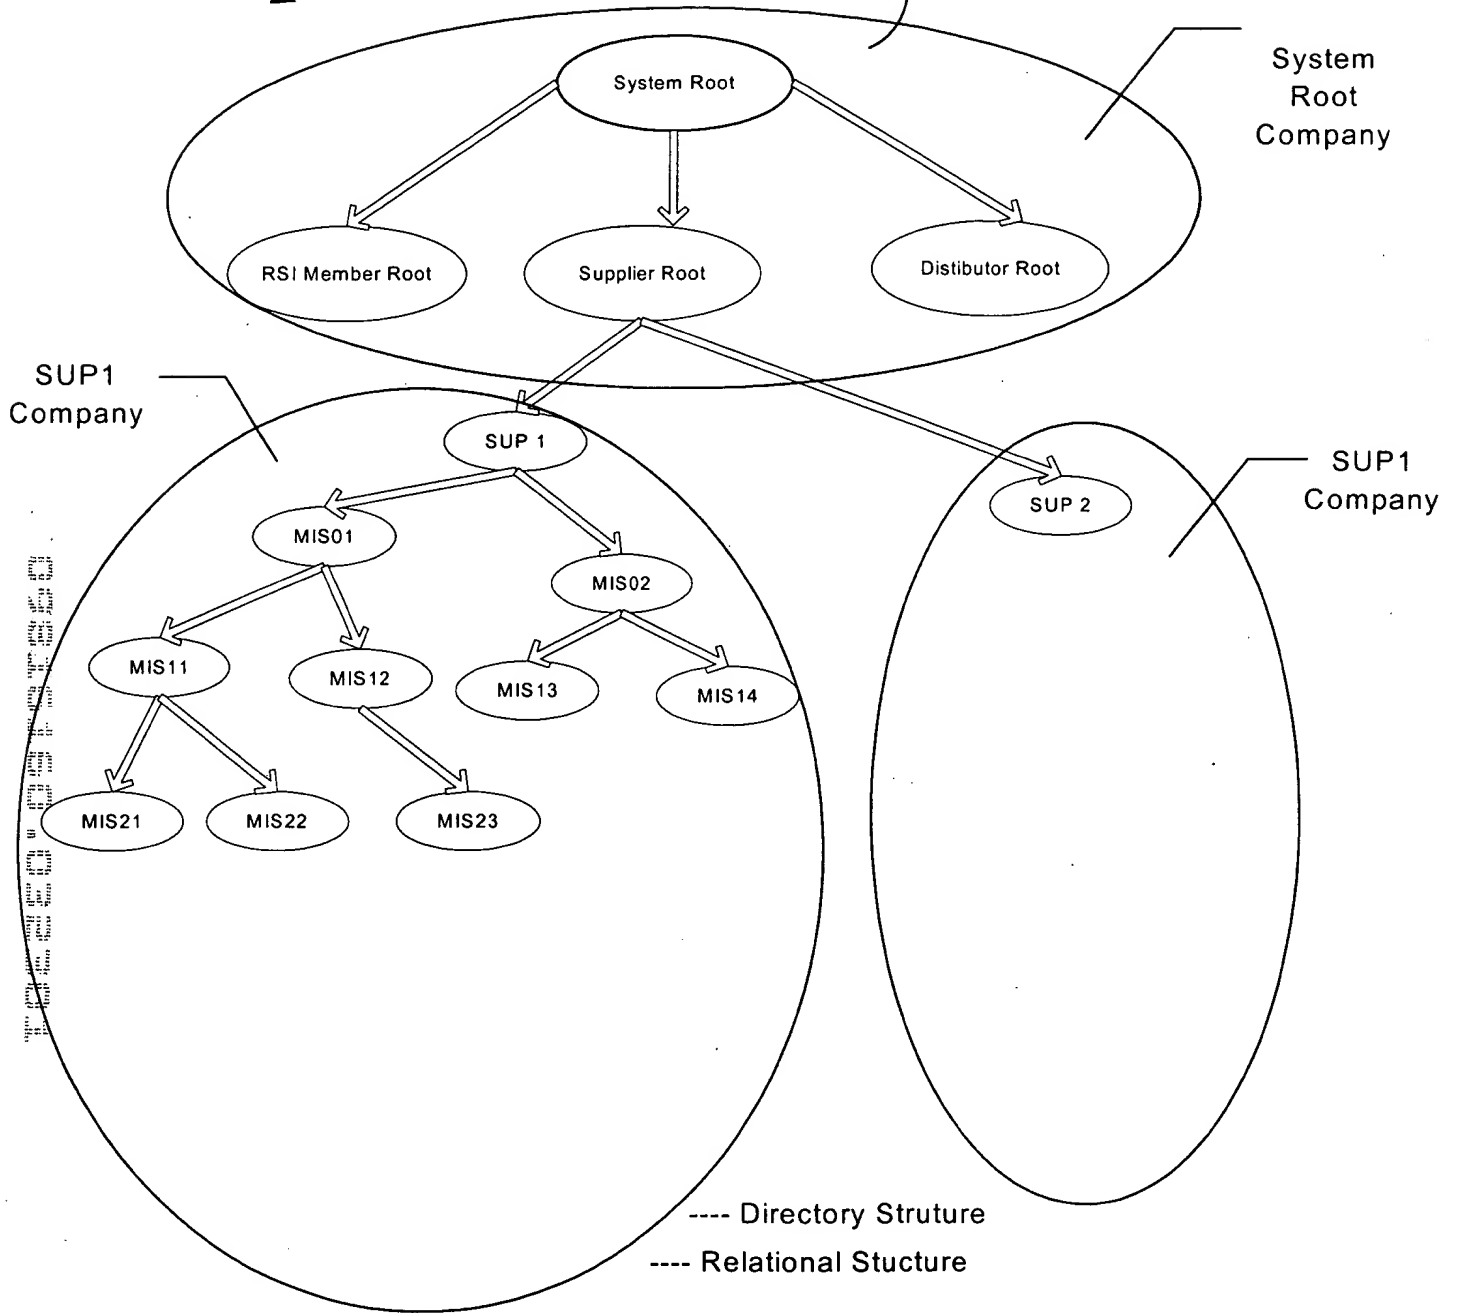 System Root
System
Root
Company
RSI Member Root
Supplier Root
Distibutor Root
SUP1
Company
SUP 1
SUP1
Company
SUP 2
MIS01
MIS02
MIS11
MIS12
MIS13
MIS14
MIS21
MIS22
MIS23
---- Directory Struture
---- Relational Stucture